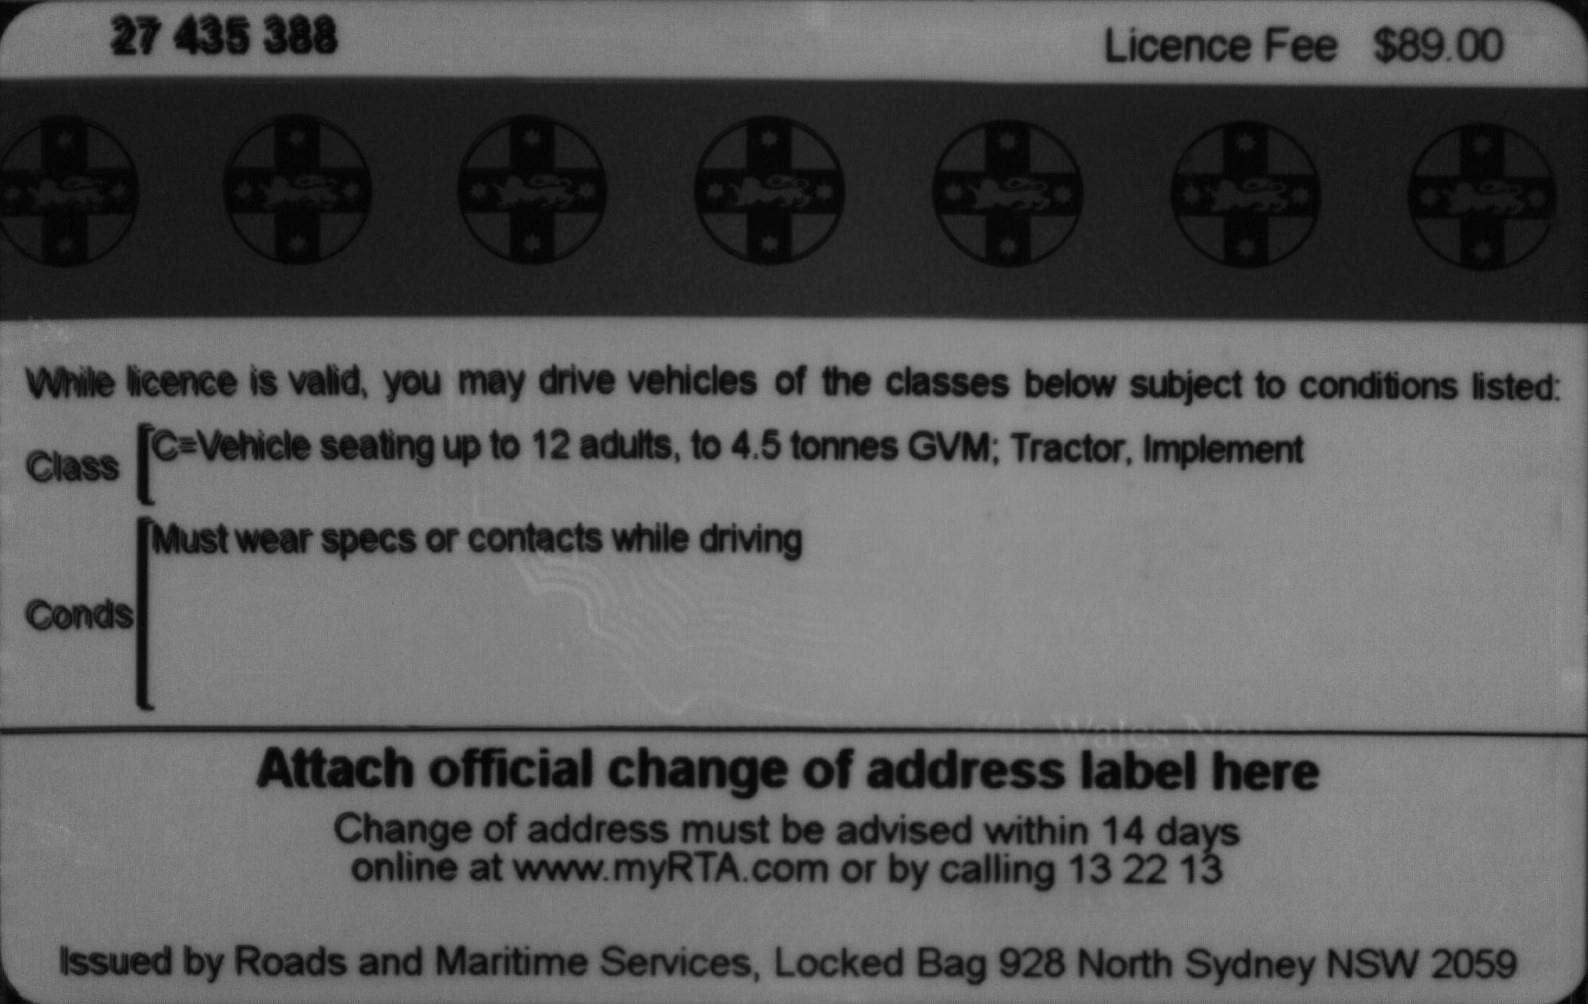 27 435 388
Licence Fee $89.00
While licence is valid, you may drive vehicles of the classes below subject to conditions listed:
Class
C=Vehicle seating up to 12 adults, to 4.5 tonnes GVM; Tractor, Implement
Conds
Must wear specs or contacts while driving
Wales New
Attach official change of address label here
Change of address must be advised within 14 days
online at www.myRTA.com or by calling 13 22 13
Issued by Roads and Maritime Services, Locked Bag 928 North Sydney NSW 2059